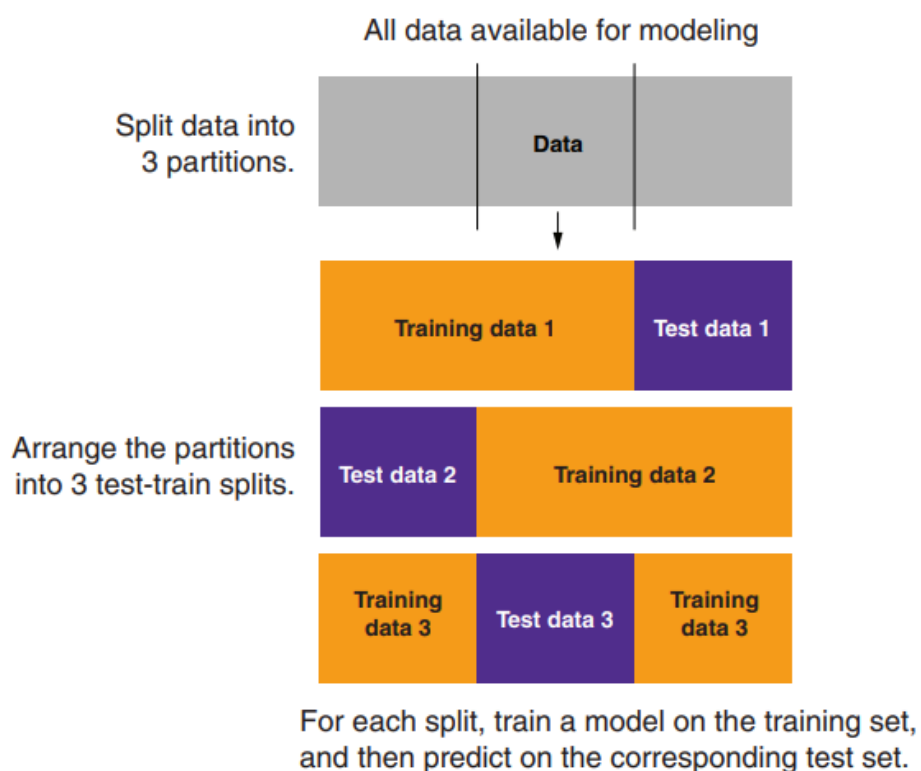 All data available for modeling
Split data into
3 partitions.
Data
Training data 1
Test data 1
Arrange the partitions
into 3 test-train splits.
Test data 2
Training data 2
Training
data 3
Test data 3
Training
data 3
For each split, train a model on the training set,
and then predict on the corresponding test set.